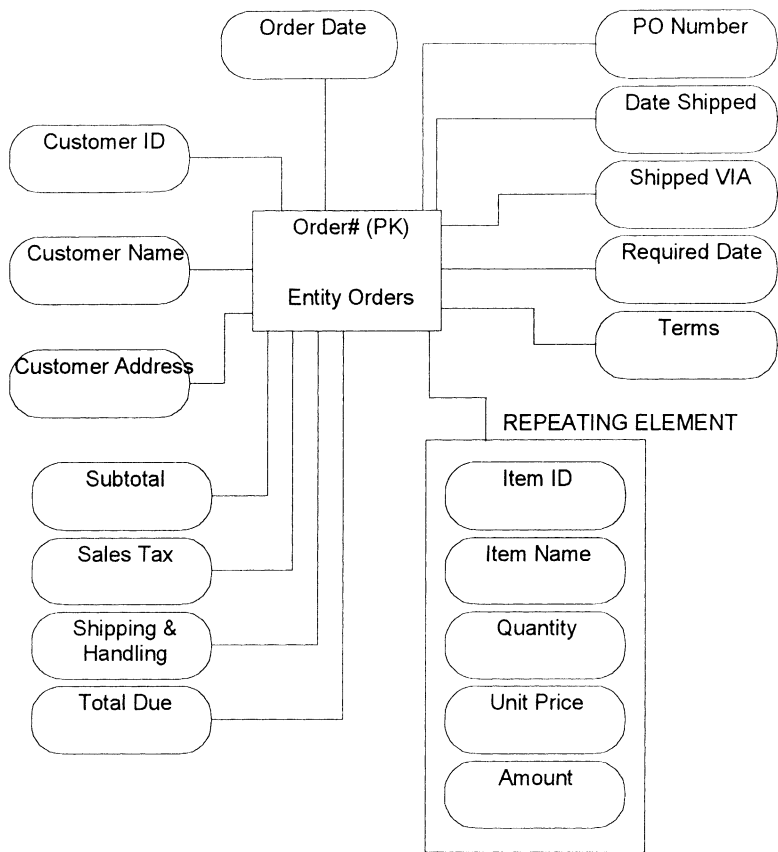 Order Date
PO Number
Date Shipped
Customer ID
Shipped VIA
Order# (PK)
Customer Name
Required Date
Entity Orders
Terms
Customer Address
REPEATING ELEMENT
Subtotal
Item ID
Sales Tax
Item Name
Shipping &
Handling
Quantity
Total Due
Unit Price
Amount